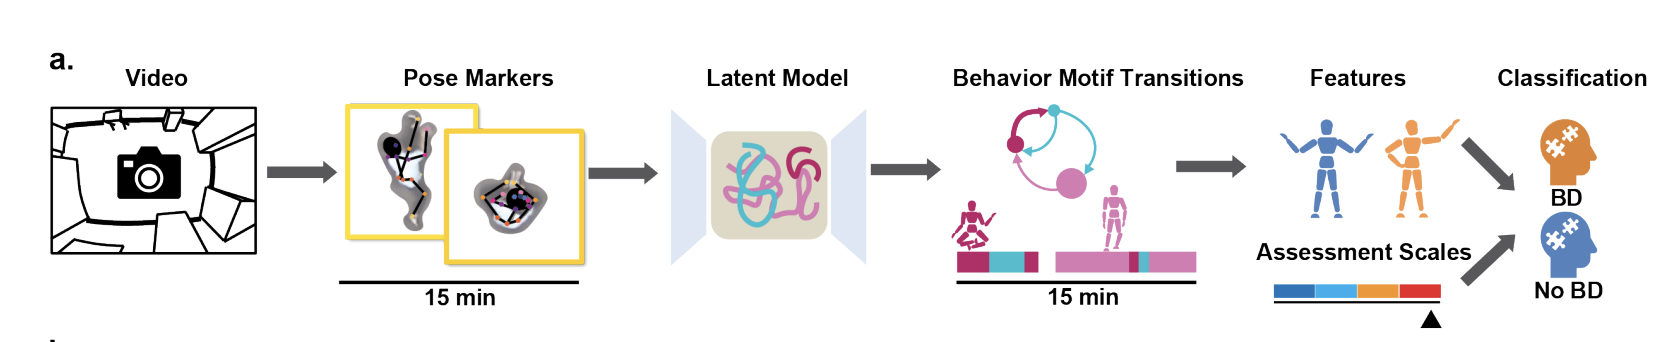 a.
Video
Pose Markers
Latent Model
Behavior Motif Transitions
Features
Classification
15 min
15 min
BD
Assessment Scales
No BD